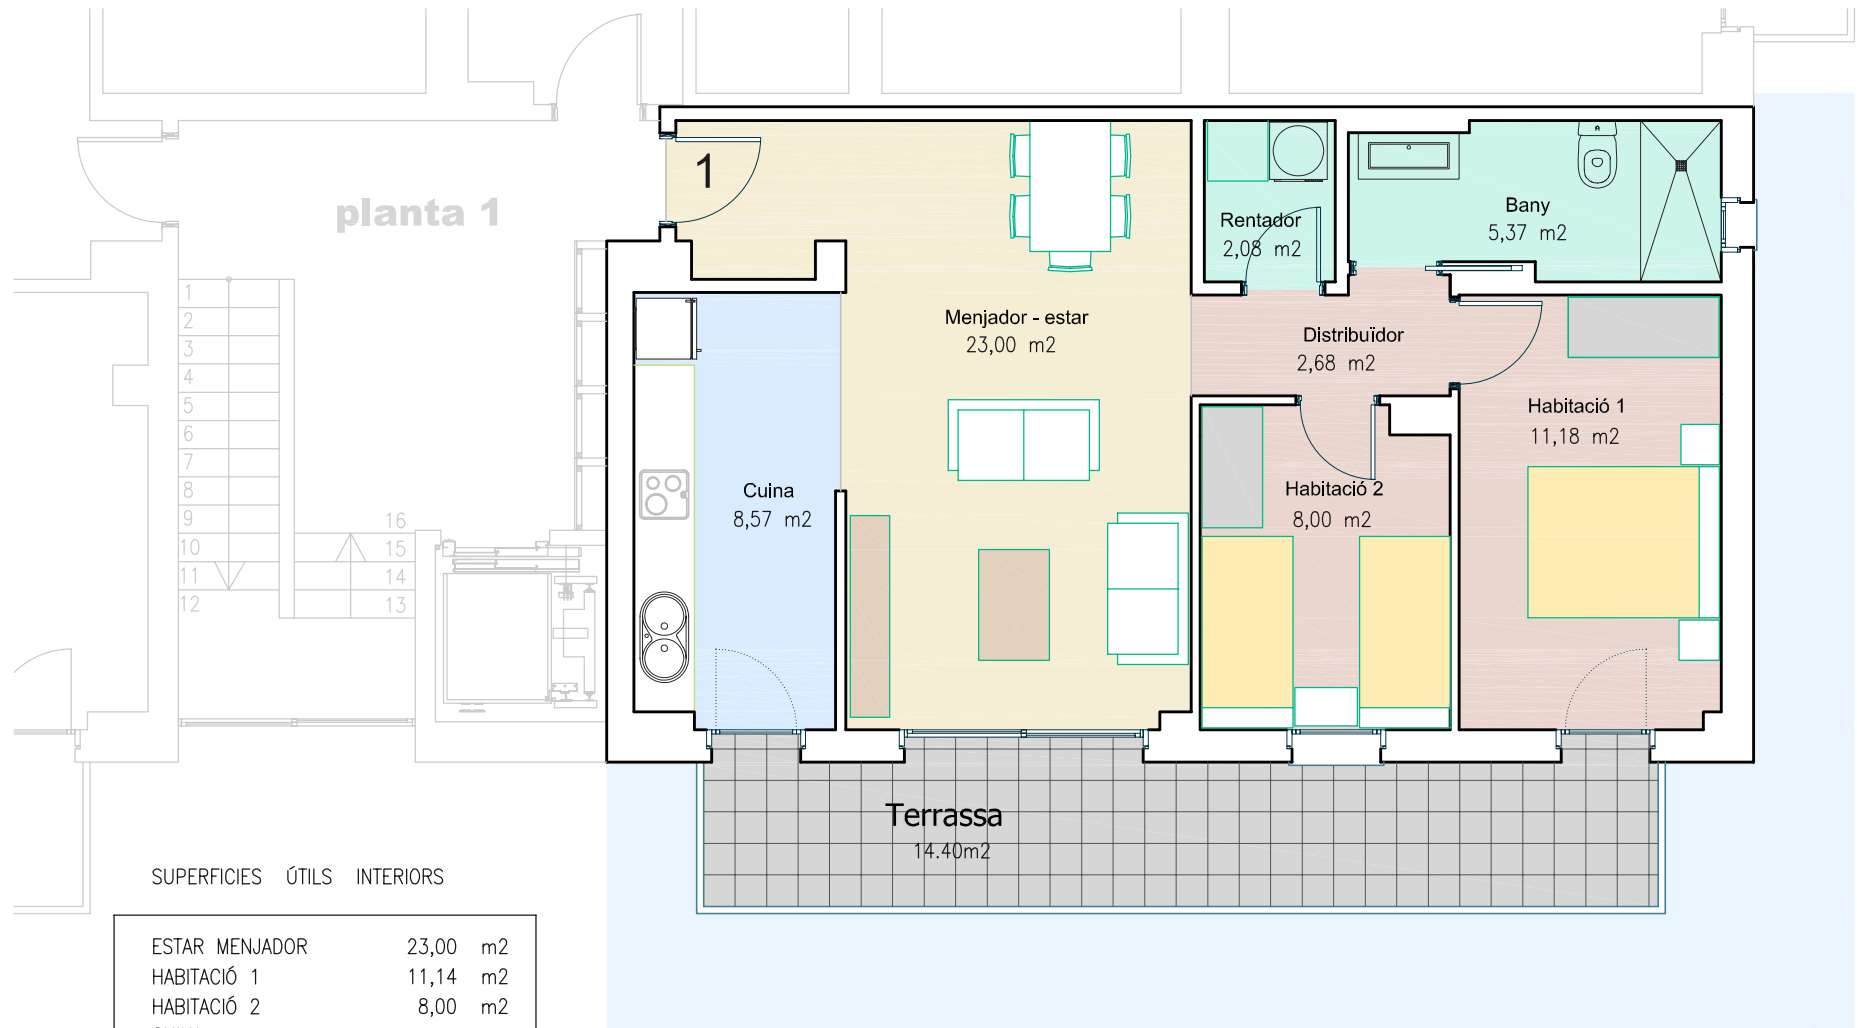 planta 1
1
Rentador
2,08 m2
Bany
5,37 m2
Menjador - estar
23,00 m2
Distribuïdor
2,68 m2
Habitació 1
11,18 m2
Cuina
8,57 m2
Habitació 2
8,00 m2
1
2
3
4
5
6
7
8
9
10
11
12
16
15
14
13
Terrassa
14.40m2
SUPERFICIES ÚTILS INTERIORS
ESTAR MENJADOR 23,00 m2
HABITACIÓ 1 11,14 m2
HABITACIÓ 2 8,00 m2